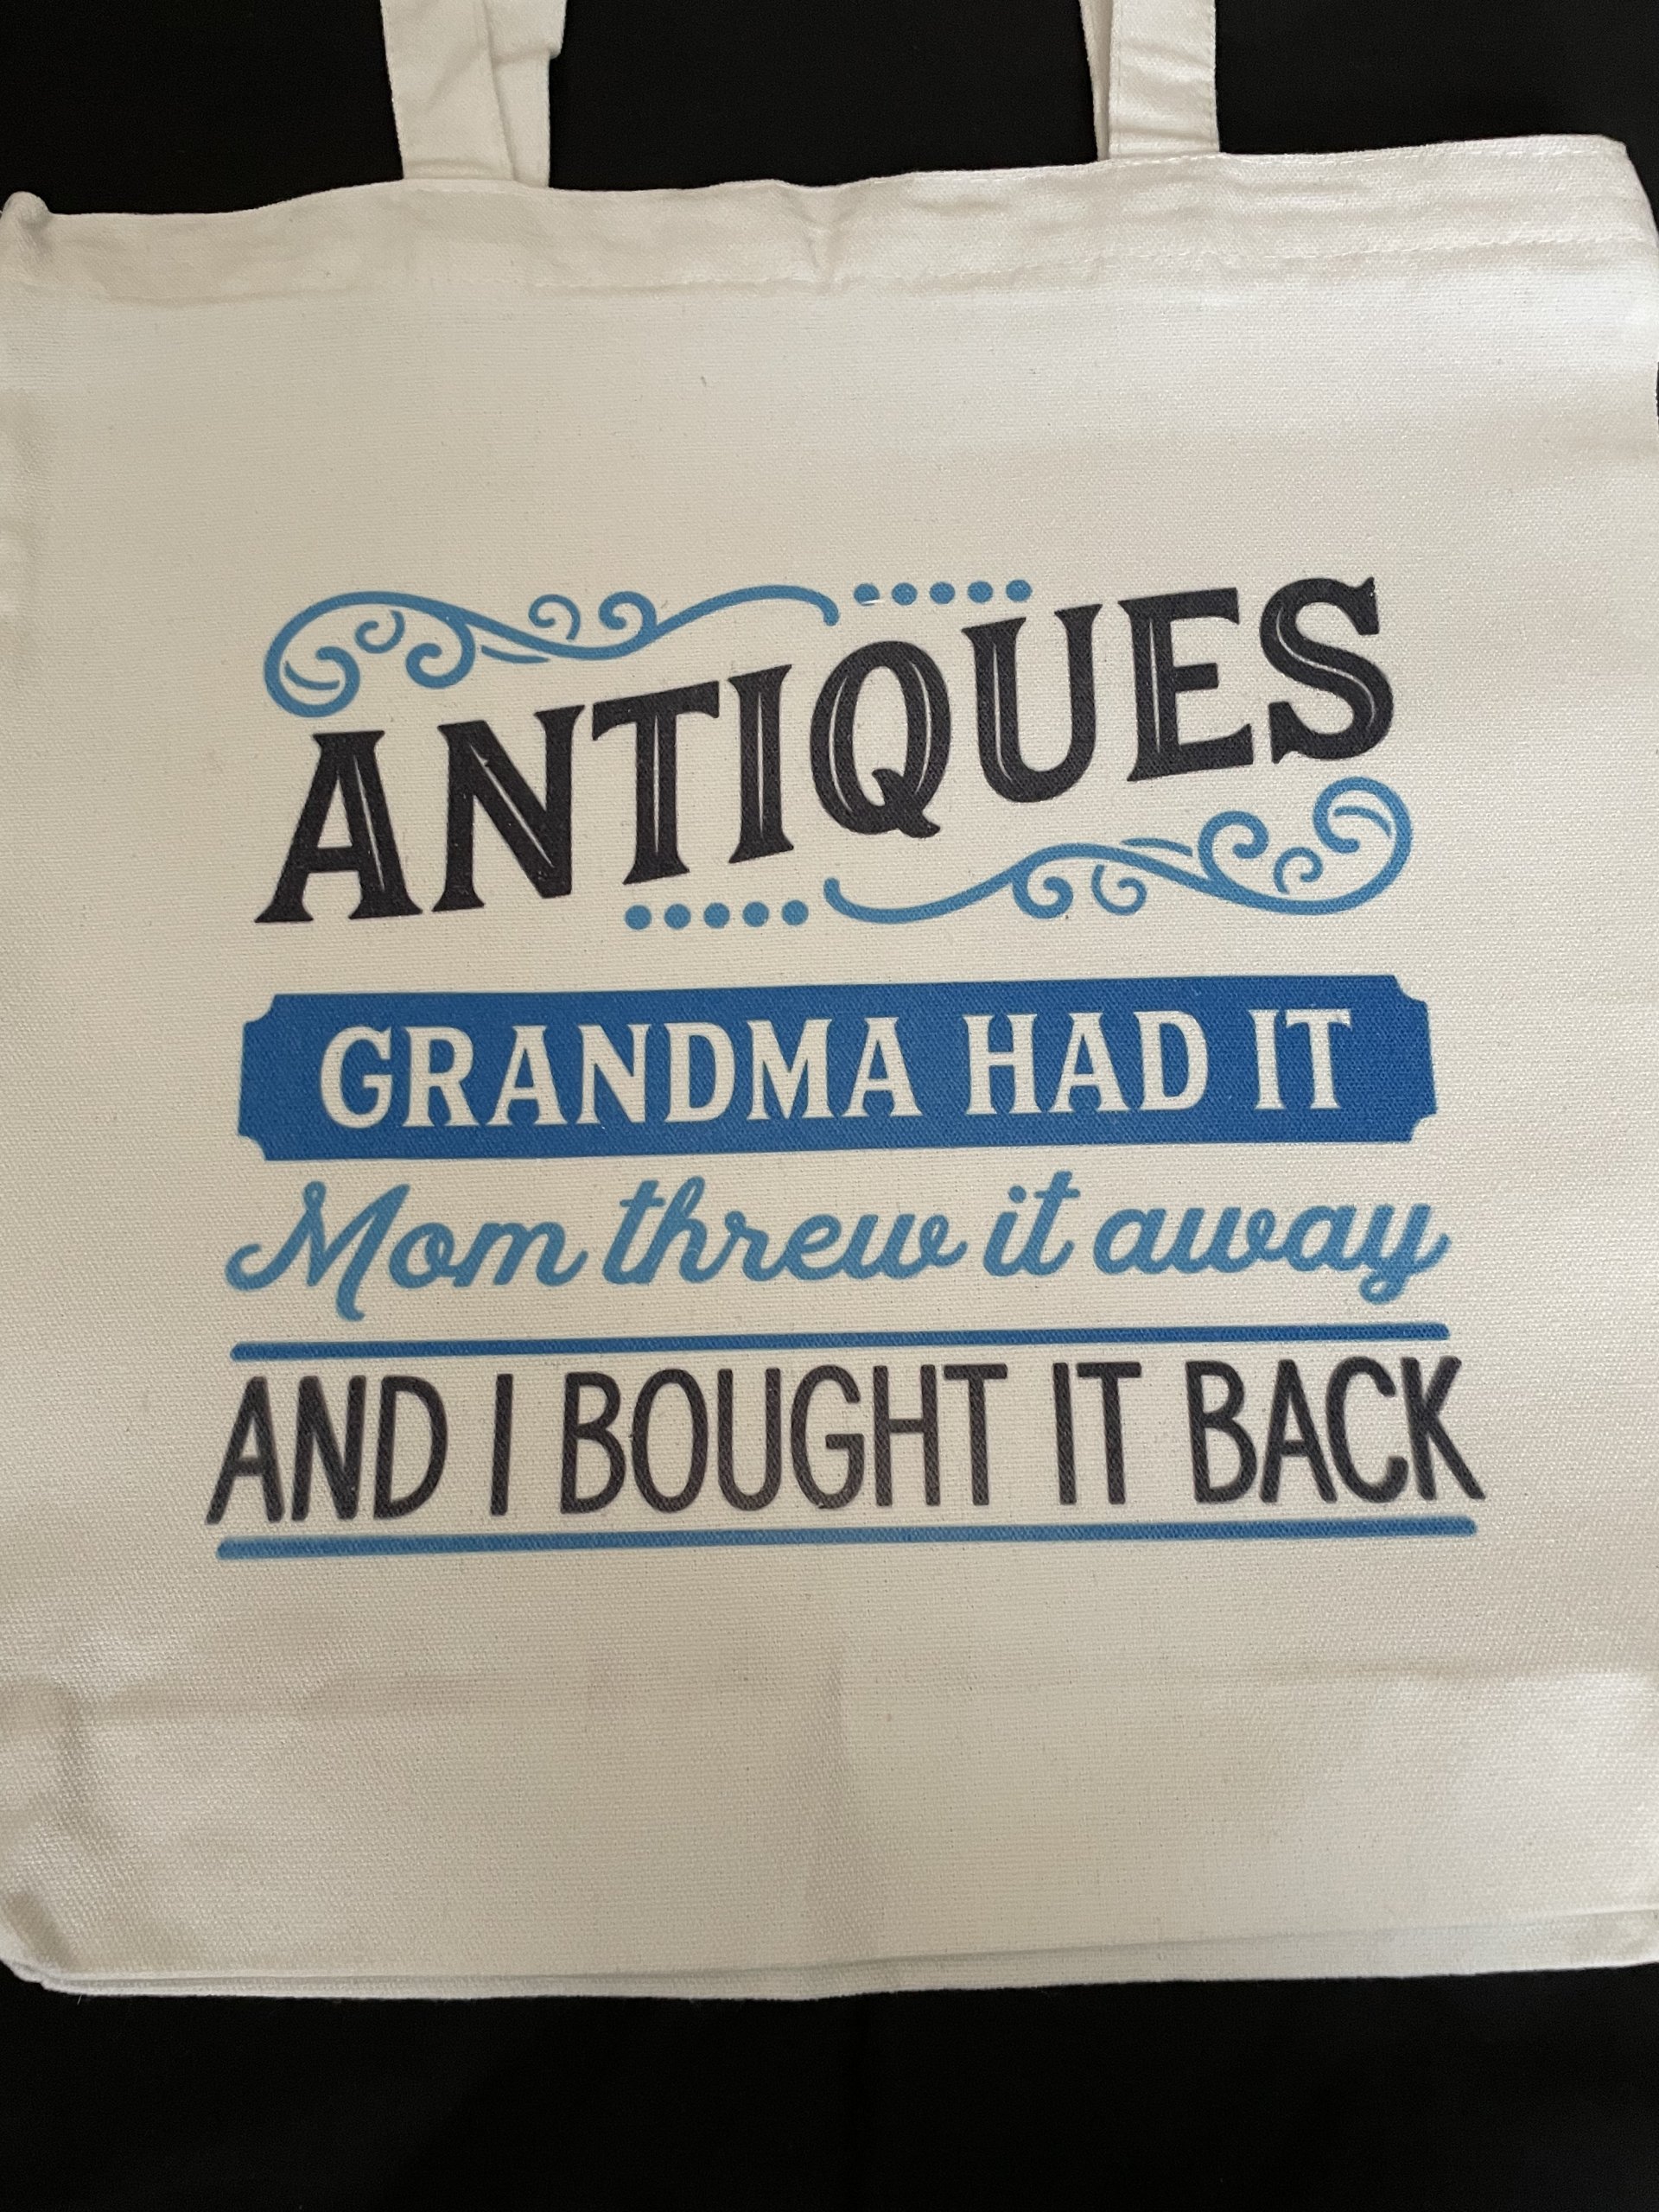 ANTIQUES
GRANDMA HAD IT
Mom threw it away
AND I BOUGHT IT BACK